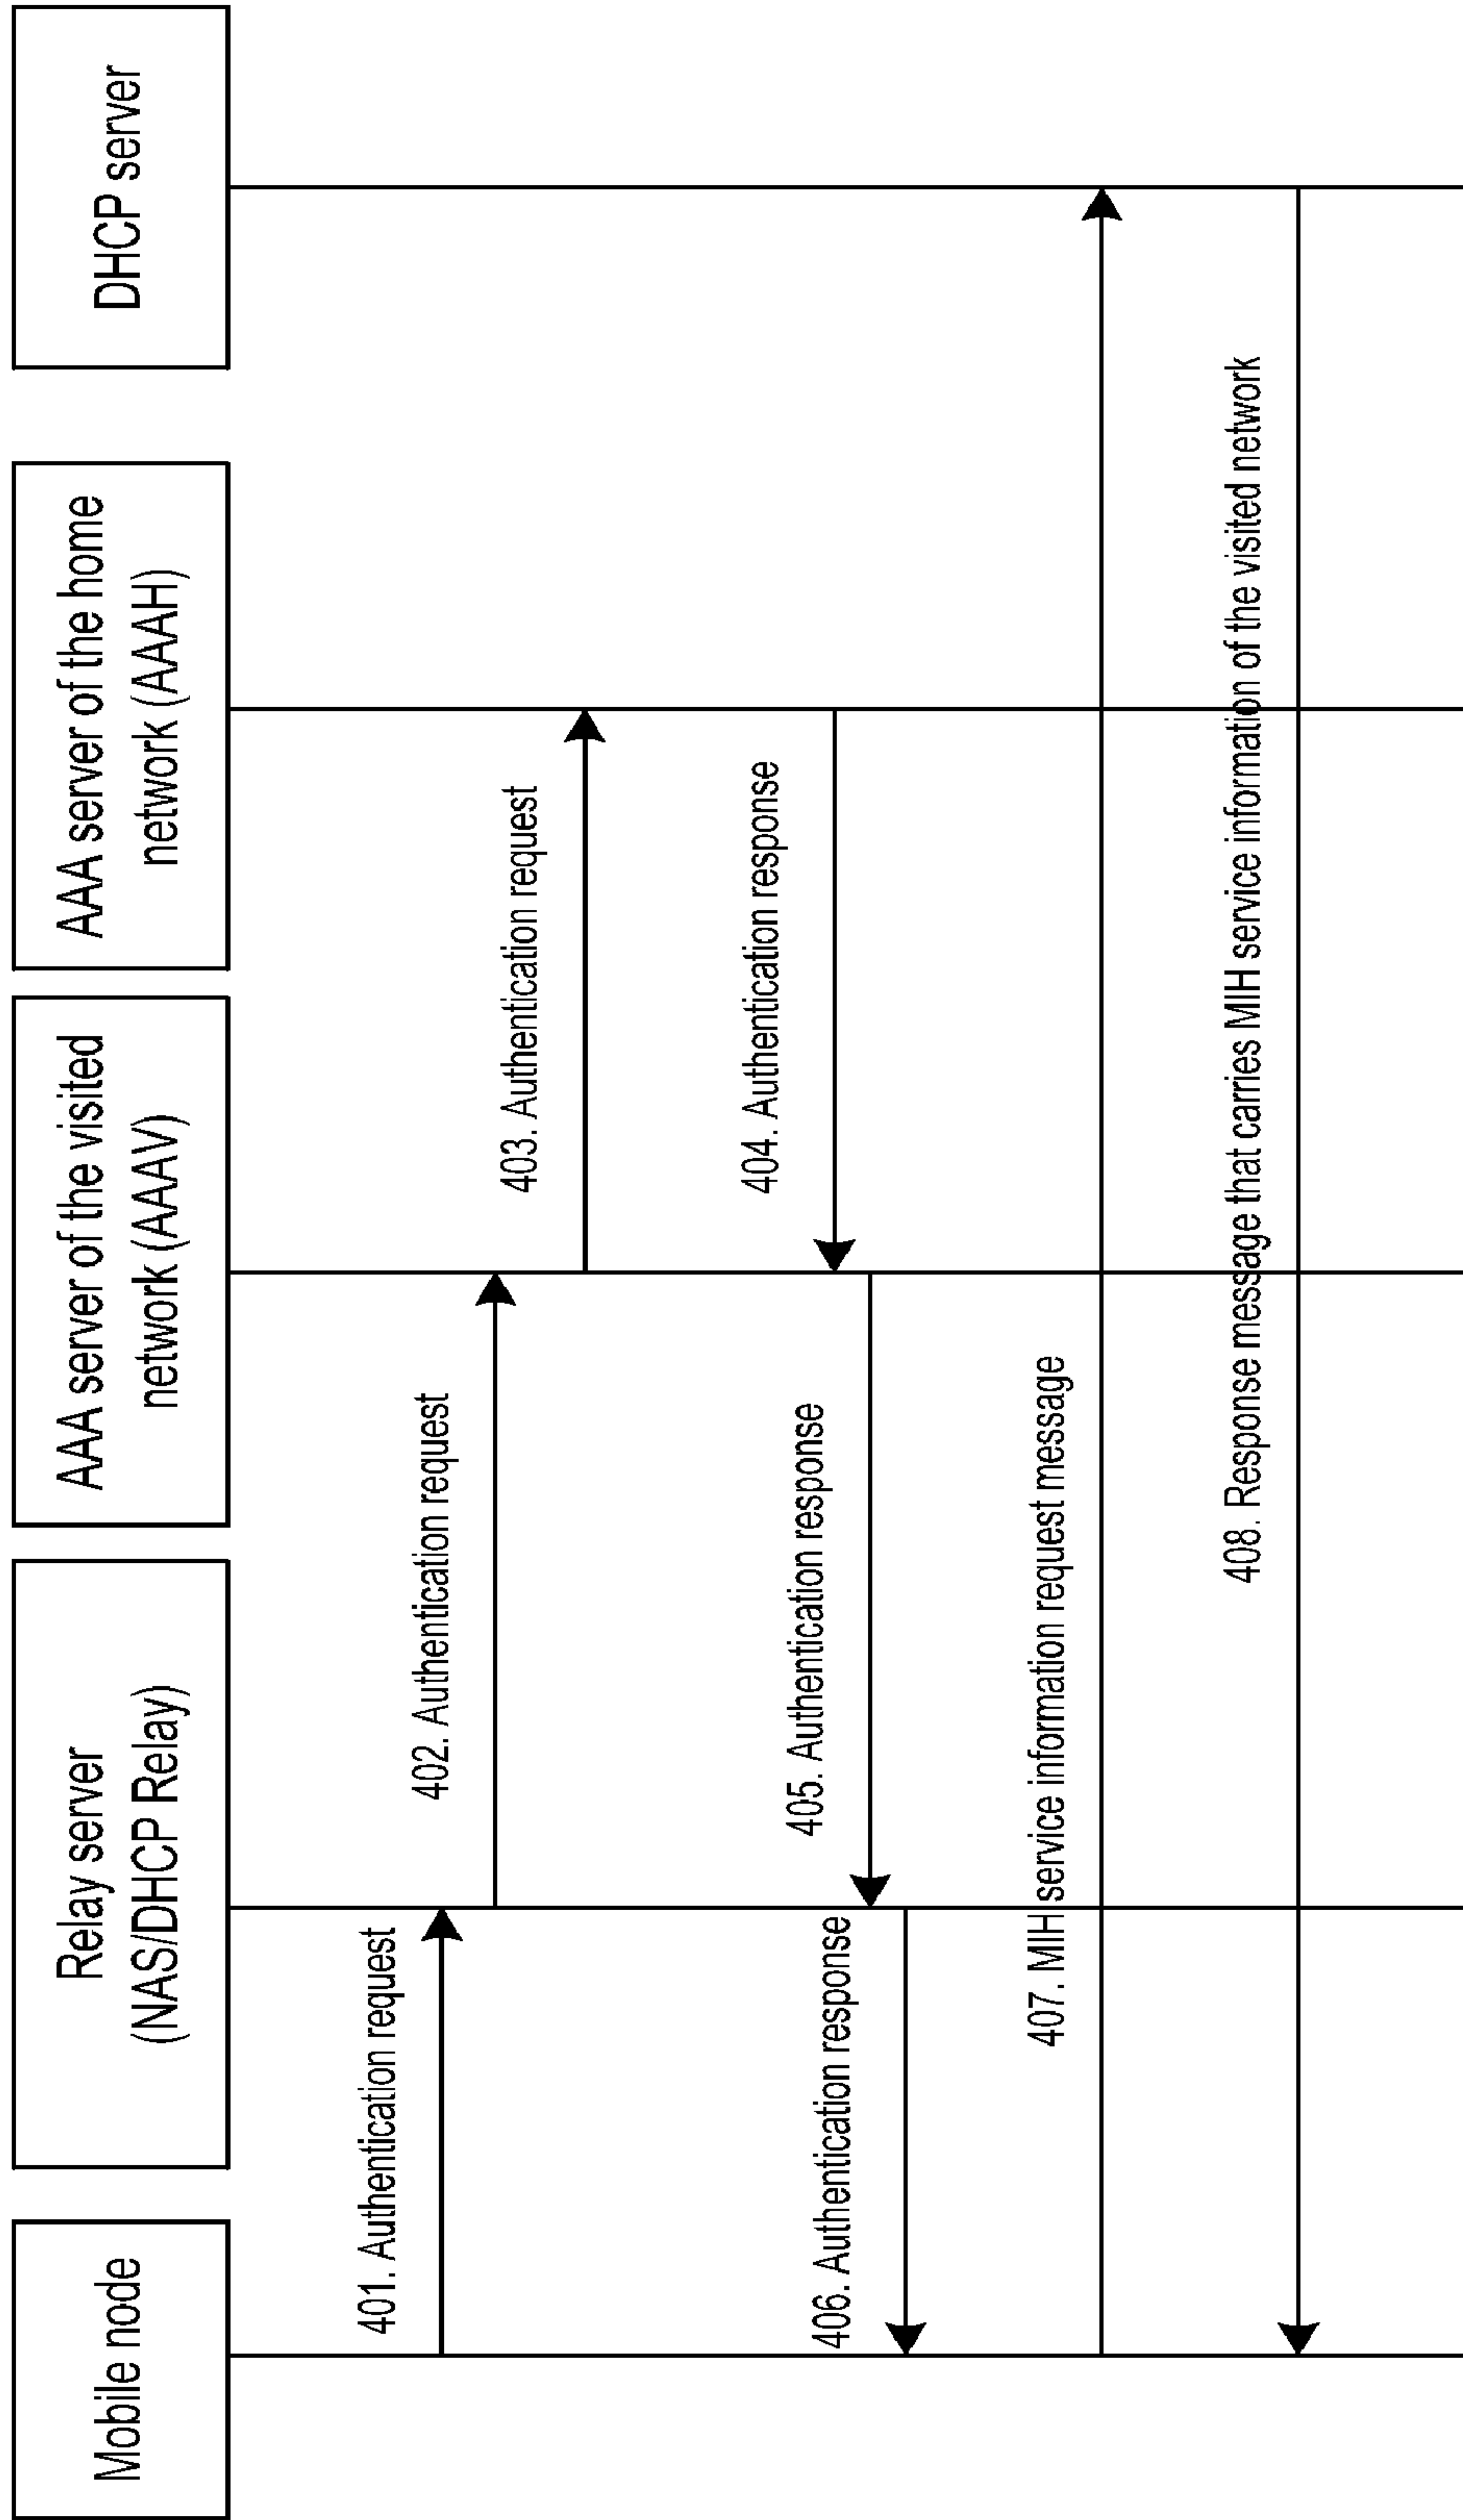 Mobile node
Relay server
(NAS/DHCP Relay)
AAA server of the visited
network (AAAV)
AAA server of the home
network (AAAH)
DHCP server
401. Authentication request
402. Authentication request
403. Authentication request
404. Authentication response
405. Authentication response
406. Authentication response
407. MIH service information request message
408. Response message that carries MIH service information of the visited network